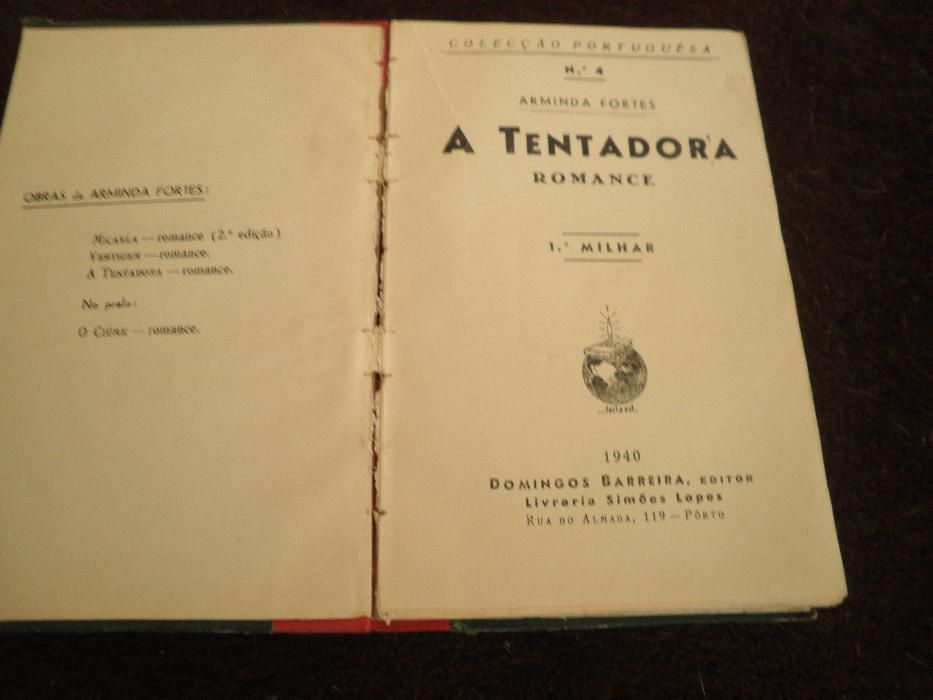 OBRAS de ARMINDA FORTES:
MICAELA — romance (2.ª edição)
VERTIGEM — romance.
A TENTADORA — romance.
No prelo:
O CIÚME — romance.
COLECÇÃO PORTUGUÊSA
N.º 4
ARMINDA FORTES
A TENTADORA
ROMANCE
1.º MILHAR
1940
DOMINGOS BARREIRA, EDITOR
Livraria Simões Lopes
RUA DO ALMADA, 119 — PÔRTO